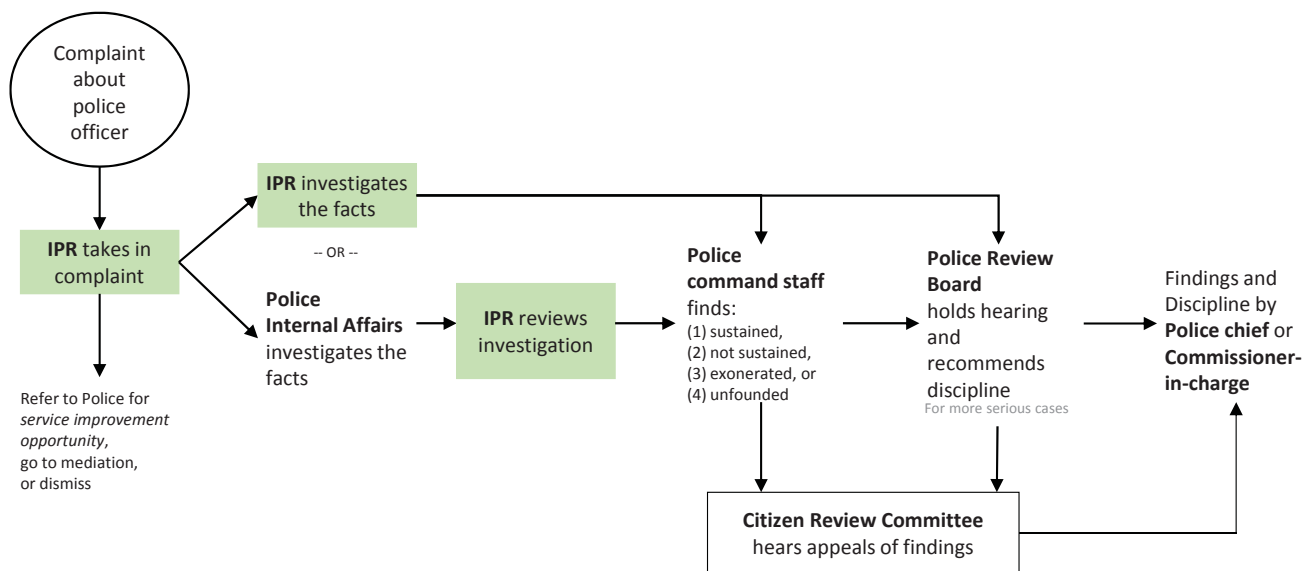 Complaint
about
police
officer
IPR takes in
complaint
Refer to Police for
service improvement
opportunity,
go to mediation,
or dismiss
IPR investigates
the facts
-- OR --
Police
Internal Affairs
investigates the
facts
IPR reviews
investigation
Police
command staff
finds:
(1) sustained,
(2) not sustained,
(3) exonerated, or
(4) unfounded
Police Review
Board
holds hearing
and
recommends
discipline
For more serious cases
Findings and
Discipline by
Police chief or
Commissioner-
in-charge
Citizen Review Committee
hears appeals of findings